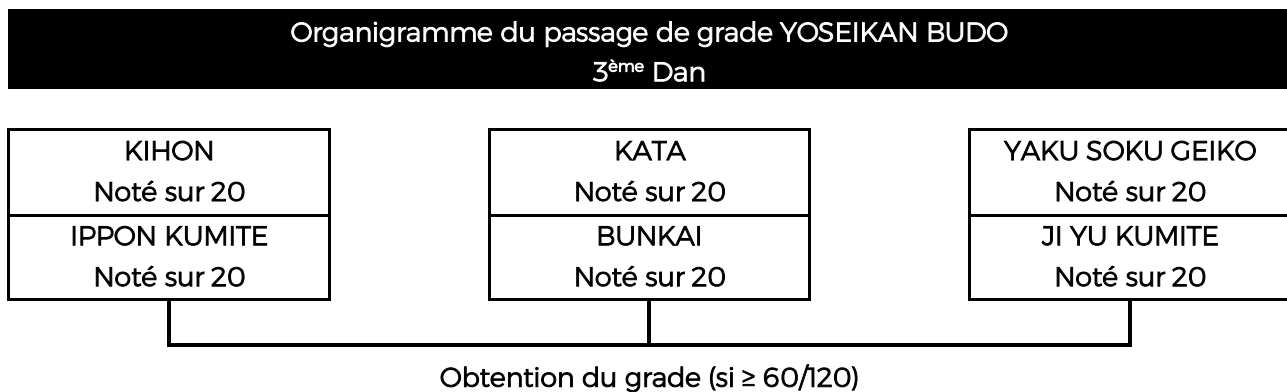 Organigramme du passage de grade YOSEIKAN BUDO
3ème Dan
KIHON
Noté sur 20
IPPON KUMITE
Noté sur 20
KATA
Noté sur 20
BUNKAI
Noté sur 20
YAKU SOKU GEIKO
Noté sur 20
JI YU KUMITE
Noté sur 20
Obtention du grade (si ≥ 60/120)